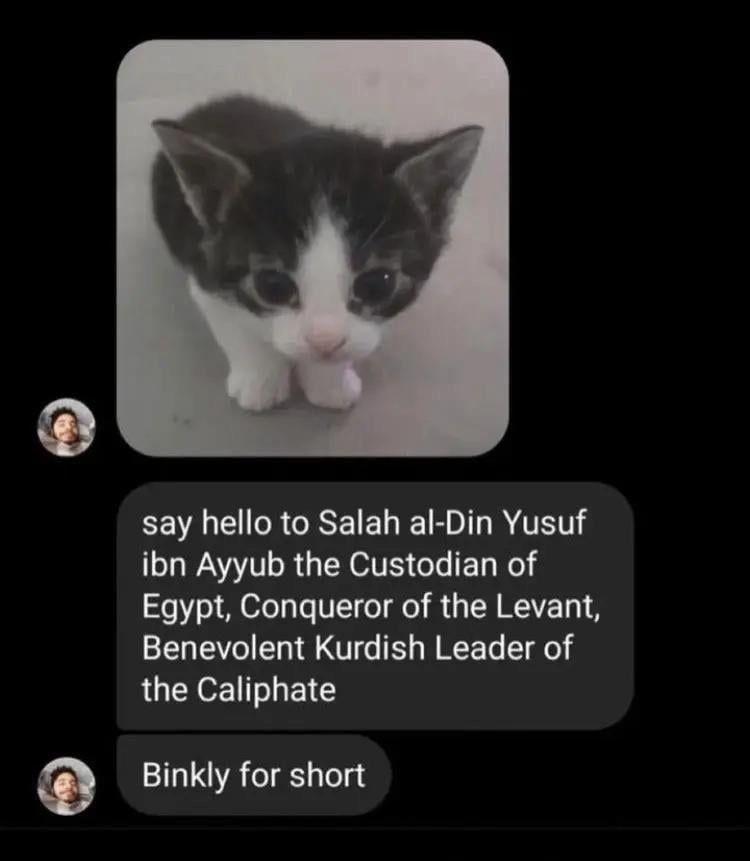 say hello to Salah al-Din Yusuf
ibn Ayyub the Custodian of
Egypt, Conqueror of the Levant,
Benevolent Kurdish Leader of
the Caliphate
Binkly for short